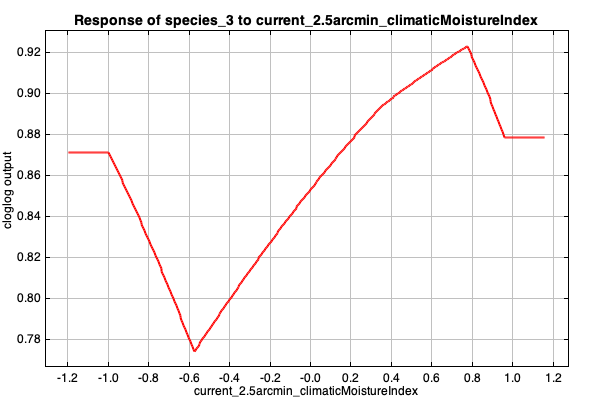 Response of species_3 to current_2.5arcmin_climaticMoistureIndex
0.92
0.90
0.88
0.86
0.84
0.82
0.80
0.78
cloglog output
-1.2 -1.0 -0.8 -0.6 -0.4 -0.2 -0.0 0.2 0.4 0.6 0.8 1.0 1.2
current_2.5arcmin_climaticMoistureIndex